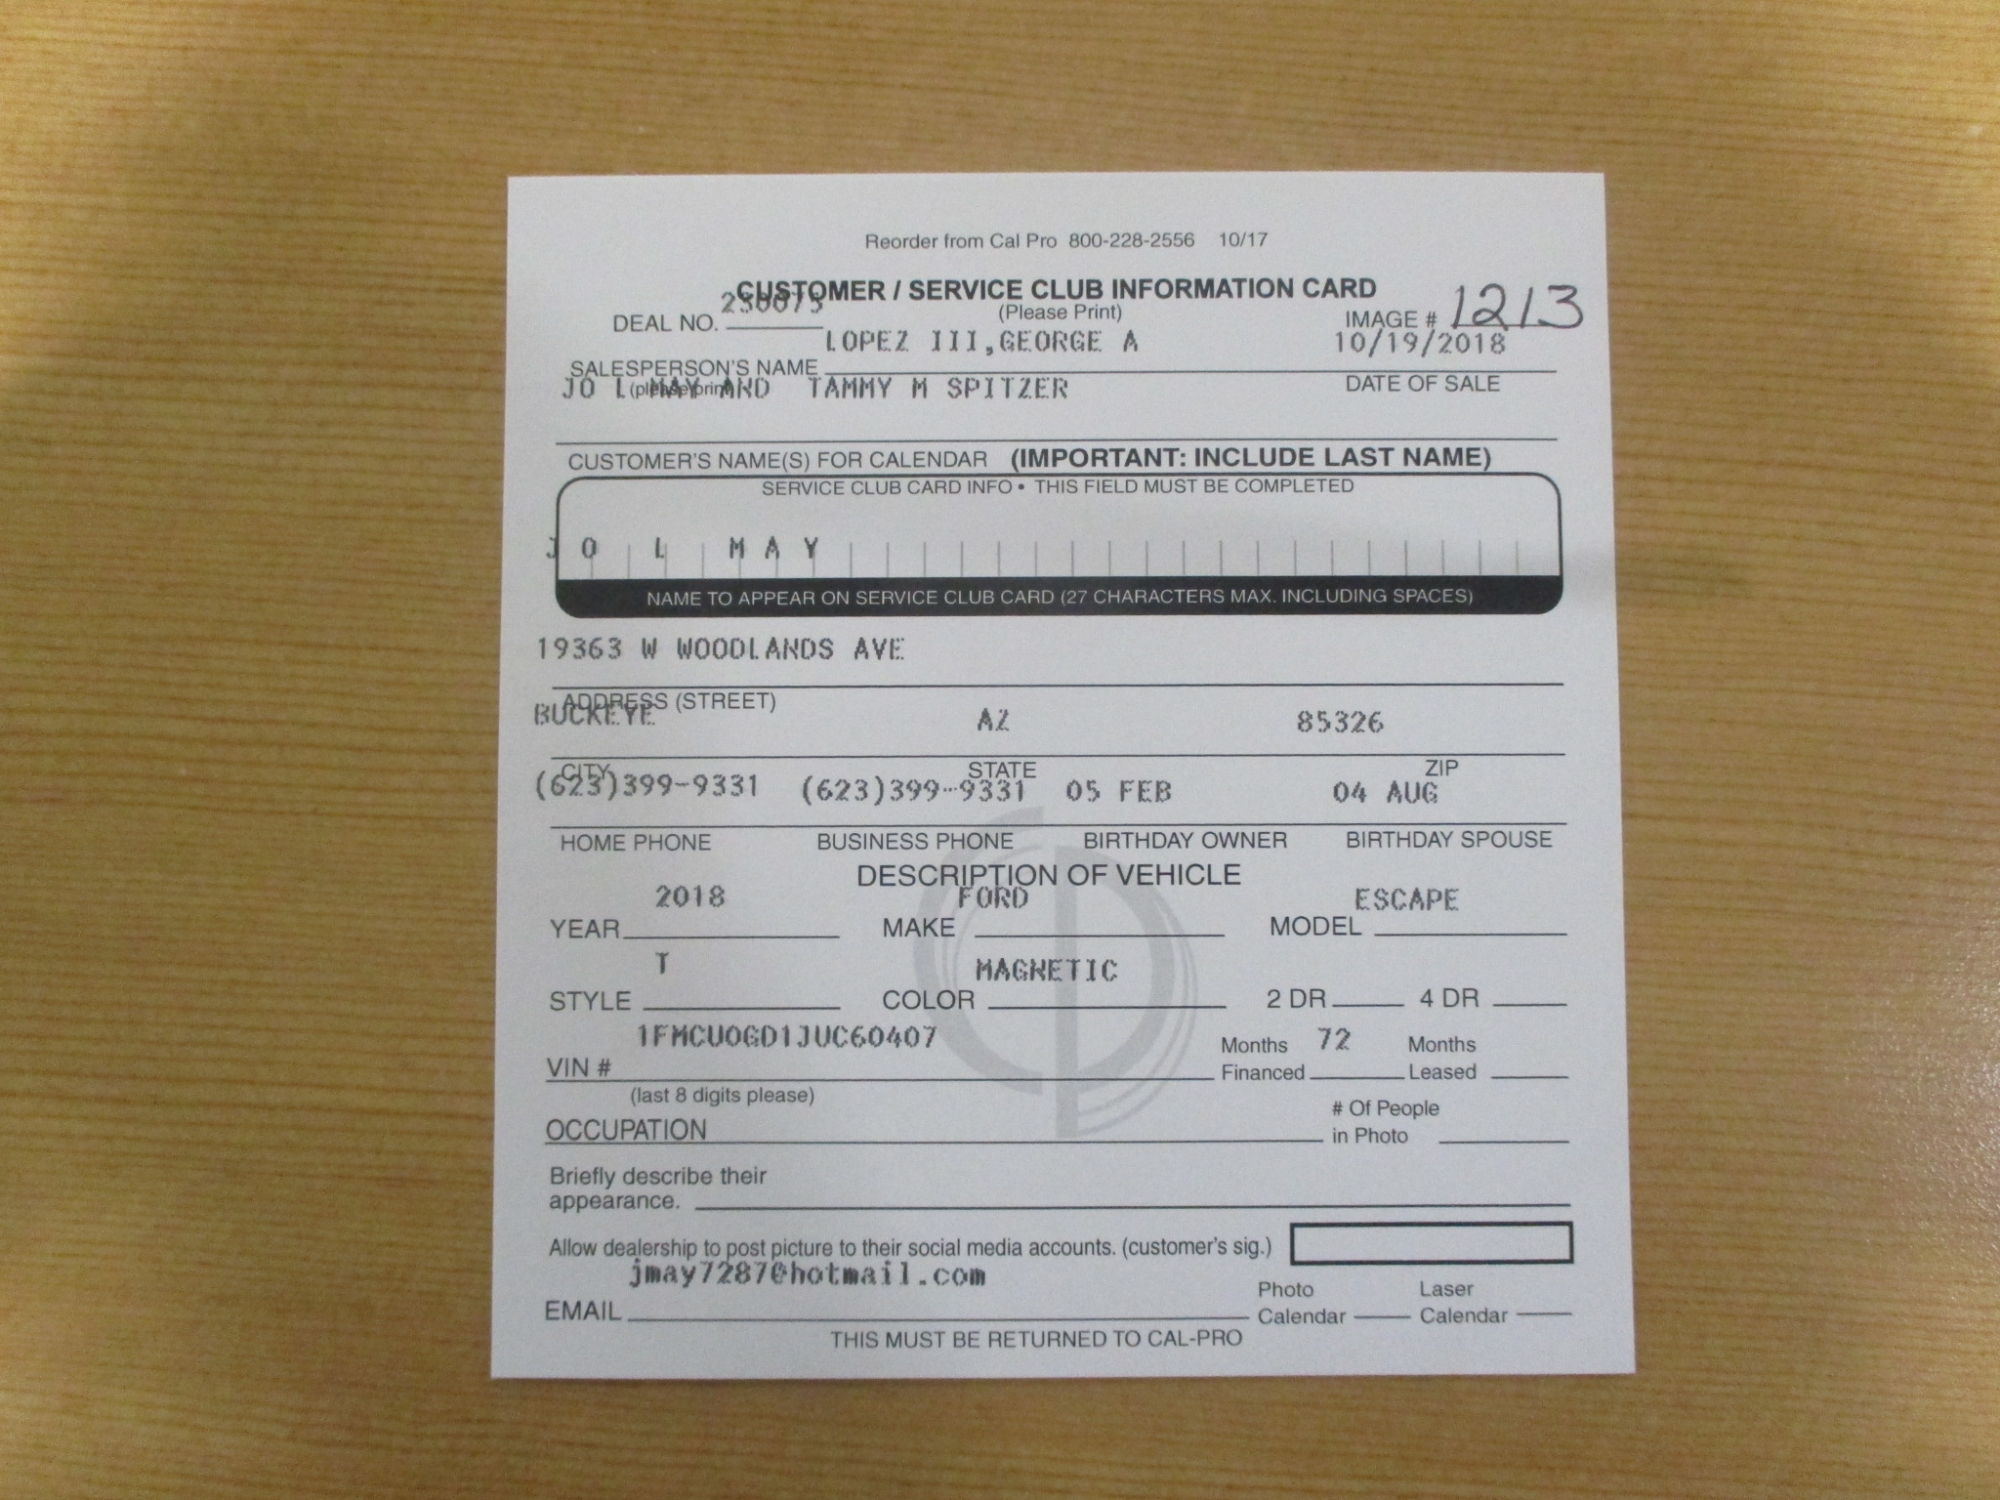 Reorder from Cal Pro 800-228-2556 10/17
CUSTOMER / SERVICE CLUB INFORMATION CARD
(Please Print)
DEAL NO. 230075
IMAGE # 1213
LOPEZ III,GEORGE A
10/19/2018
SALESPERSON'S NAME
(please print)
DATE OF SALE
JO L MAY AND TAMMY M SPITZER
CUSTOMER'S NAME(S) FOR CALENDAR (IMPORTANT: INCLUDE LAST NAME)
SERVICE CLUB CARD INFO • THIS FIELD MUST BE COMPLETED
JO L MAY
NAME TO APPEAR ON SERVICE CLUB CARD (27 CHARACTERS MAX. INCLUDING SPACES)
19363 W WOODLANDS AVE
ADDRESS (STREET)
BUCKEYE AZ 85326
CITY STATE ZIP
(623)399-9331 (623)399-9331 05 FEB 04 AUG
HOME PHONE BUSINESS PHONE BIRTHDAY OWNER BIRTHDAY SPOUSE
DESCRIPTION OF VEHICLE
2018 FORD ESCAPE
YEAR MAKE MODEL
T MAGNETIC
STYLE COLOR 2 DR 4 DR
1FMCU0GD1JUC60407
VIN #
Months Financed 72
Months Leased
(last 8 digits please)
OCCUPATION
# Of People
in Photo
Briefly describe their
appearance.
Allow dealership to post picture to their social media accounts. (customer's sig.)
jmay7287@hotmail.com
EMAIL
Photo Calendar
Laser Calendar
THIS MUST BE RETURNED TO CAL-PRO